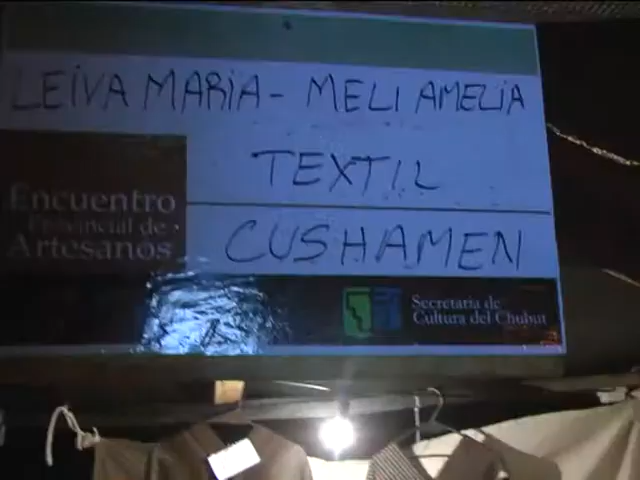 LEIVA MARIA - MELI AMELIA
TEXTIL
CUSHAMEN
Encuentro
Provincial de
Artesanos
Secretaría de
Cultura del Chubut